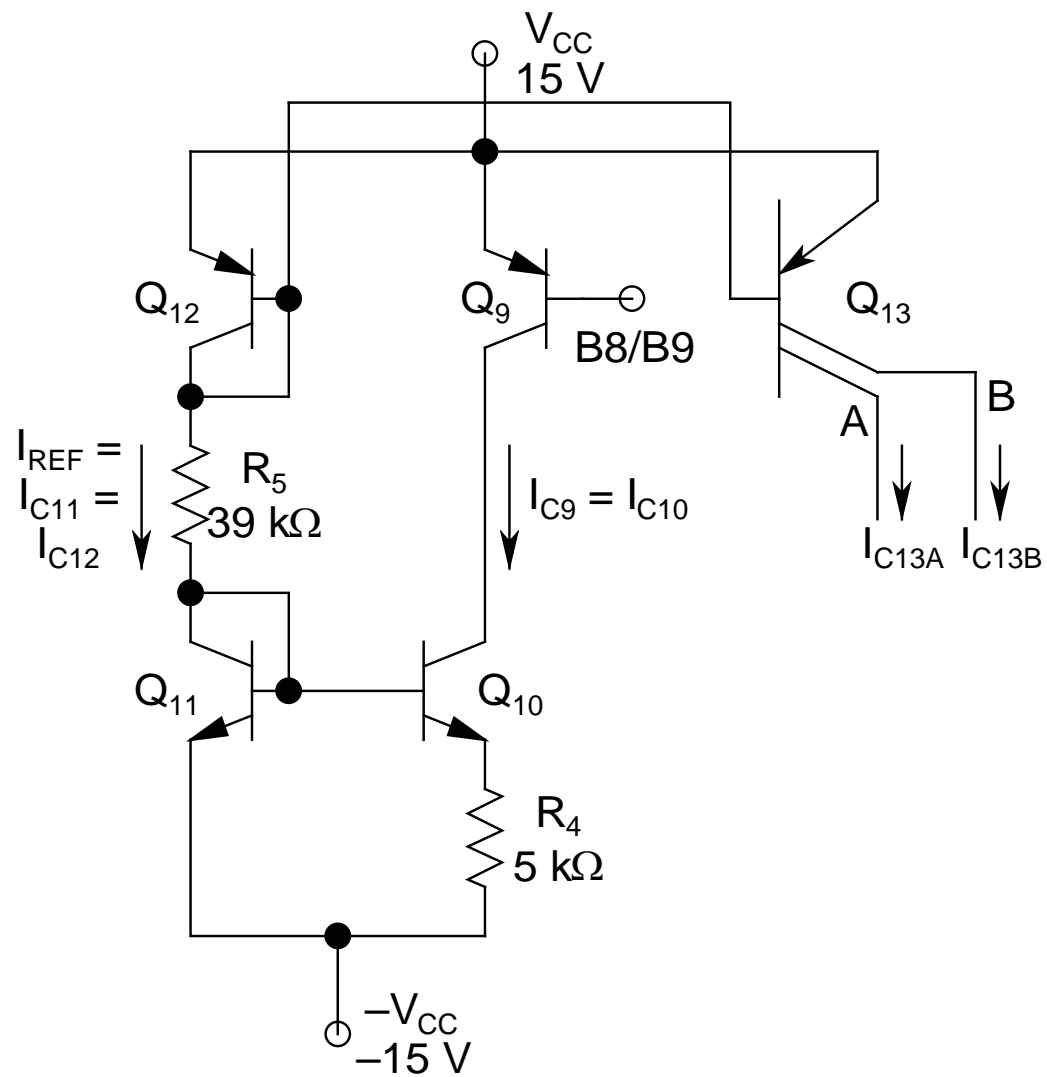 V_CC
15 V
Q_12
Q_9
Q_13
B8/B9
B
A
I_REF =
I_C11 =
I_C12
R_5
39 kΩ
I_C9 = I_C10
I_C13A
I_C13B
Q_11
Q_10
R_4
5 kΩ
–V_CC
–15 V